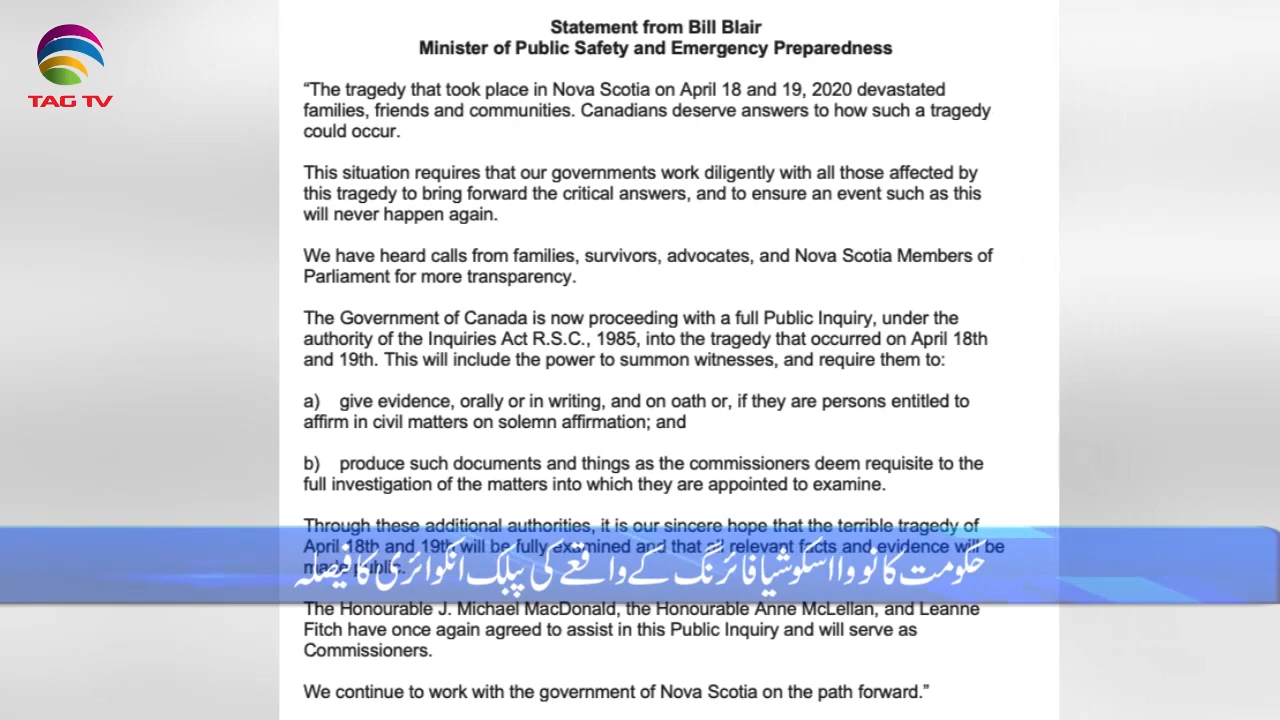 TAG TV
Statement from Bill Blair
Minister of Public Safety and Emergency Preparedness
“The tragedy that took place in Nova Scotia on April 18 and 19, 2020 devastated
families, friends and communities. Canadians deserve answers to how such a tragedy
could occur.
This situation requires that our governments work diligently with all those affected by
this tragedy to bring forward the critical answers, and to ensure an event such as this
will never happen again.
We have heard calls from families, survivors, advocates, and Nova Scotia Members of
Parliament for more transparency.
The Government of Canada is now proceeding with a full Public Inquiry, under the
authority of the Inquiries Act R.S.C., 1985, into the tragedy that occurred on April 18th
and 19th. This will include the power to summon witnesses, and require them to:
a) give evidence, orally or in writing, and on oath or, if they are persons entitled to
affirm in civil matters on solemn affirmation; and
b) produce such documents and things as the commissioners deem requisite to the
full investigation of the matters into which they are appointed to examine.
Through these additional authorities, it is our sincere hope that the terrible tragedy of
April 18th and 19th will be fully examined and that all relevant facts and evidence will be
made public.
حکومت کا نووا اسکوشیا فائرنگ کے واقعے کی پبلک انکوائری کا فیصلہ
The Honourable J. Michael MacDonald, the Honourable Anne McLellan, and Leanne
Fitch have once again agreed to assist in this Public Inquiry and will serve as
Commissioners.
We continue to work with the government of Nova Scotia on the path forward.”